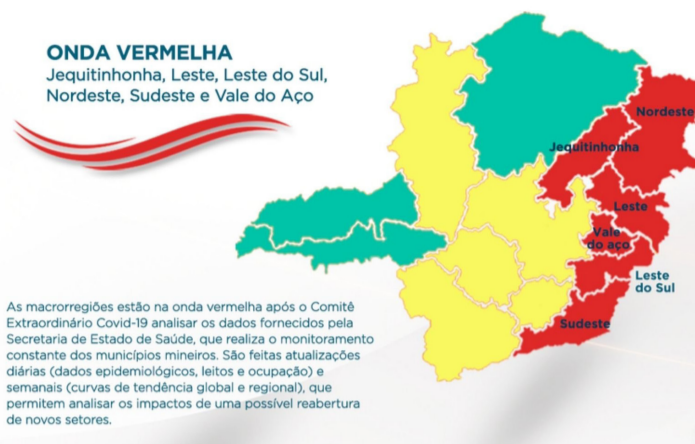 ONDA VERMELHA
Jequitinhonha, Leste, Leste do Sul,
Nordeste, Sudeste e Vale do Aço
Nordeste
Jequitinhonha
Leste
Vale
do aço
Leste
do Sul
Sudeste
As macrorregiões estão na onda vermelha após o Comitê
Extraordinário Covid-19 analisar os dados fornecidos pela
Secretaria de Estado de Saúde, que realiza o monitoramento
constante dos municípios mineiros. São feitas atualizações
diárias (dados epidemiológicos, leitos e ocupação) e
semanais (curvas de tendência global e regional), que
permitem analisar os impactos de uma possível reabertura
de novos setores.